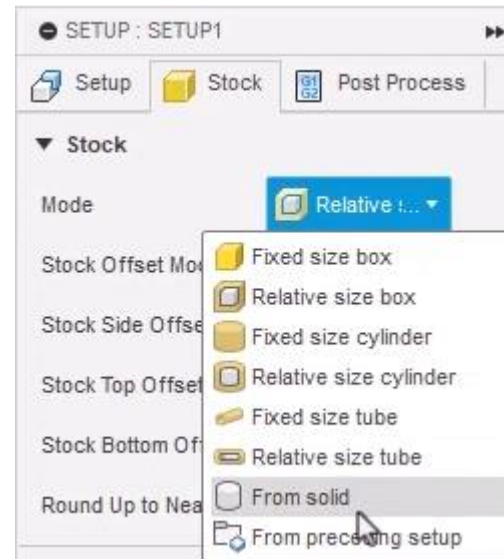 SETUP : SETUP1
Setup Stock G1 G2 Post Process
Stock
Mode Relative s...
Stock Offset Mo
Fixed size box
Relative size box
Stock Side Offse
Fixed size cylinder
Stock Top Offset
Relative size cylinder
Fixed size tube
Stock Bottom Of
Relative size tube
Round Up to Nea
From solid
From preceding setup